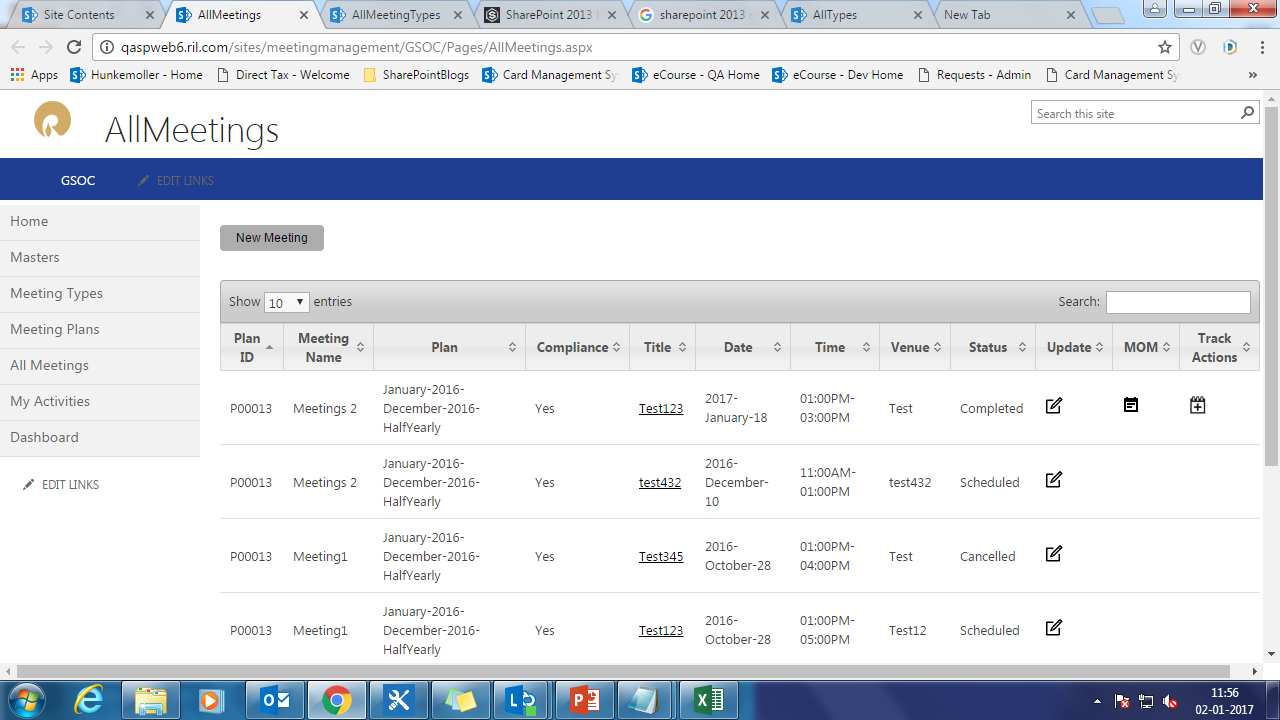 Site Contents
AllMeetings
AllMeetingTypes
SharePoint 2013
sharepoint 2013
AllTypes
New Tab
qaspweb6.ril.com/sites/meetingmanagement/GSOC/Pages/AllMeetings.aspx
Apps
Hunkemoller - Home
Direct Tax - Welcome
SharePointBlogs
Card Management Sy
eCourse - QA Home
eCourse - Dev Home
Requests - Admin
Card Management Sy
»
AllMeetings
Search this site
GSOC
EDIT LINKS
Home
Masters
Meeting Types
Meeting Plans
All Meetings
My Activities
Dashboard
EDIT LINKS
New Meeting
Show 10 entries
Search:
Plan ID Meeting Name Plan Compliance Title Date Time Venue Status Update MOM Track Actions
P00013 Meetings 2 January-2016-December-2016-HalfYearly Yes Test123 2017-January-18 01:00PM-03:00PM Test Completed
P00013 Meetings 2 January-2016-December-2016-HalfYearly Yes test432 2016-December-10 11:00AM-01:00PM test432 Scheduled
P00013 Meeting1 January-2016-December-2016-HalfYearly Yes Test345 2016-October-28 01:00PM-04:00PM Test Cancelled
P00013 Meeting1 January-2016-December-2016-HalfYearly Yes Test123 2016-October-28 01:00PM-05:00PM Test12 Scheduled
11:56
02-01-2017